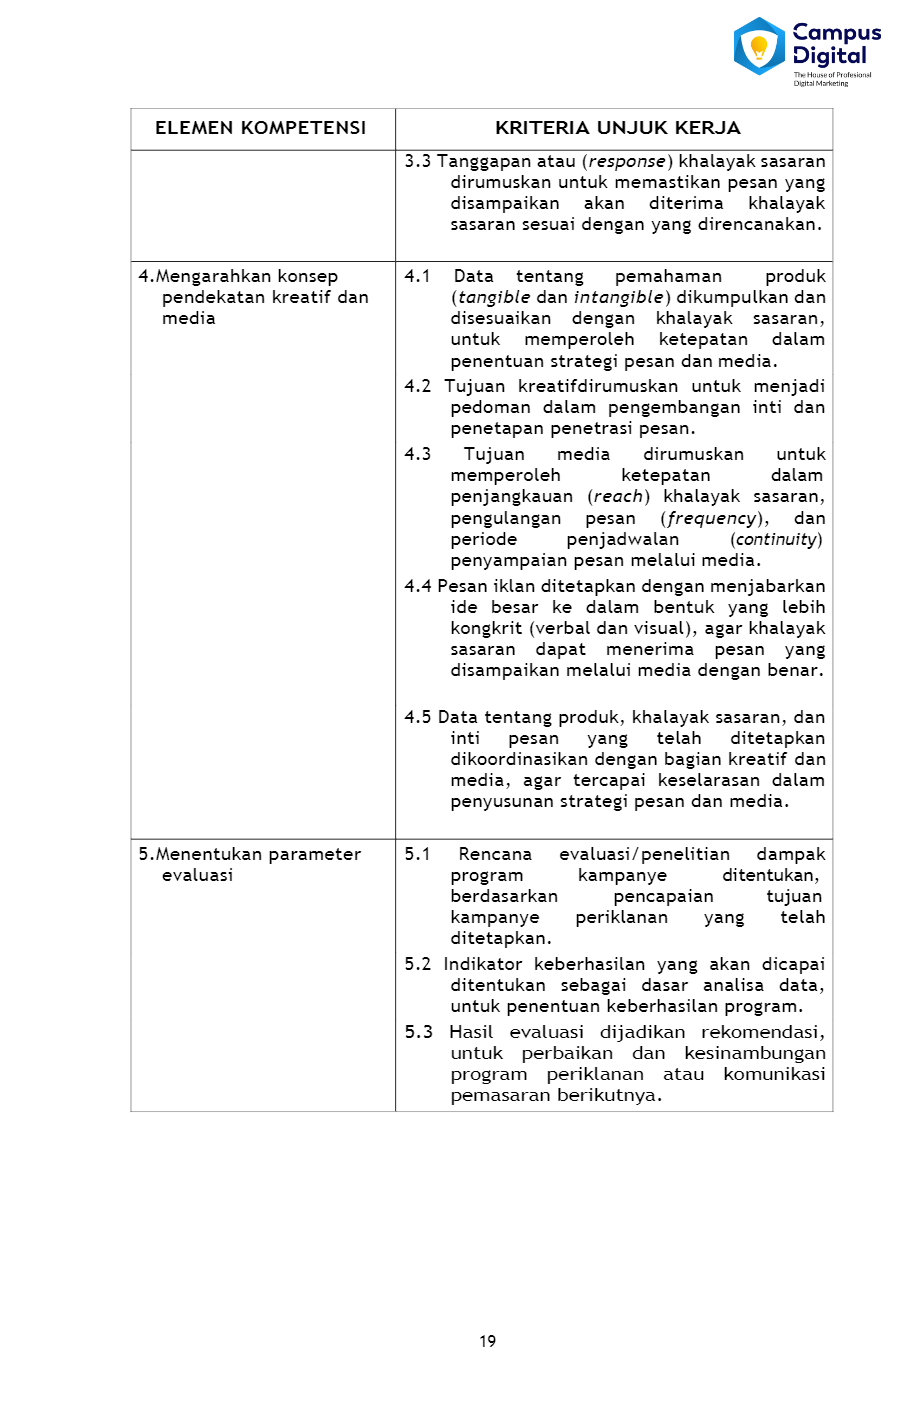 Campus
Digital
The House of Profesional
Digital Marketing
ELEMEN KOMPETENSI
KRITERIA UNJUK KERJA
3.3 Tanggapan atau (response) khalayak sasaran
dirumuskan untuk memastikan pesan yang
disampaikan akan diterima khalayak
sasaran sesuai dengan yang direncanakan.
4.Mengarahkan konsep
pendekatan kreatif dan
media
4.1 Data tentang pemahaman produk
(tangible dan intangible) dikumpulkan dan
disesuaikan dengan khalayak sasaran,
untuk memperoleh ketepatan dalam
penentuan strategi pesan dan media.
4.2 Tujuan kreatifdirumuskan untuk menjadi
pedoman dalam pengembangan inti dan
penetapan penetrasi pesan.
4.3 Tujuan media dirumuskan untuk
memperoleh ketepatan dalam
penjangkauan (reach) khalayak sasaran,
pengulangan pesan (frequency), dan
periode penjadwalan (continuity)
penyampaian pesan melalui media.
4.4 Pesan iklan ditetapkan dengan menjabarkan
ide besar ke dalam bentuk yang lebih
kongkrit (verbal dan visual), agar khalayak
sasaran dapat menerima pesan yang
disampaikan melalui media dengan benar.
4.5 Data tentang produk, khalayak sasaran, dan
inti pesan yang telah ditetapkan
dikoordinasikan dengan bagian kreatif dan
media, agar tercapai keselarasan dalam
penyusunan strategi pesan dan media.
5.Menentukan parameter
evaluasi
5.1 Rencana evaluasi/penelitian dampak
program kampanye ditentukan,
berdasarkan pencapaian tujuan
kampanye periklanan yang telah
ditetapkan.
5.2 Indikator keberhasilan yang akan dicapai
ditentukan sebagai dasar analisa data,
untuk penentuan keberhasilan program.
5.3 Hasil evaluasi dijadikan rekomendasi,
untuk perbaikan dan kesinambungan
program periklanan atau komunikasi
pemasaran berikutnya.
19